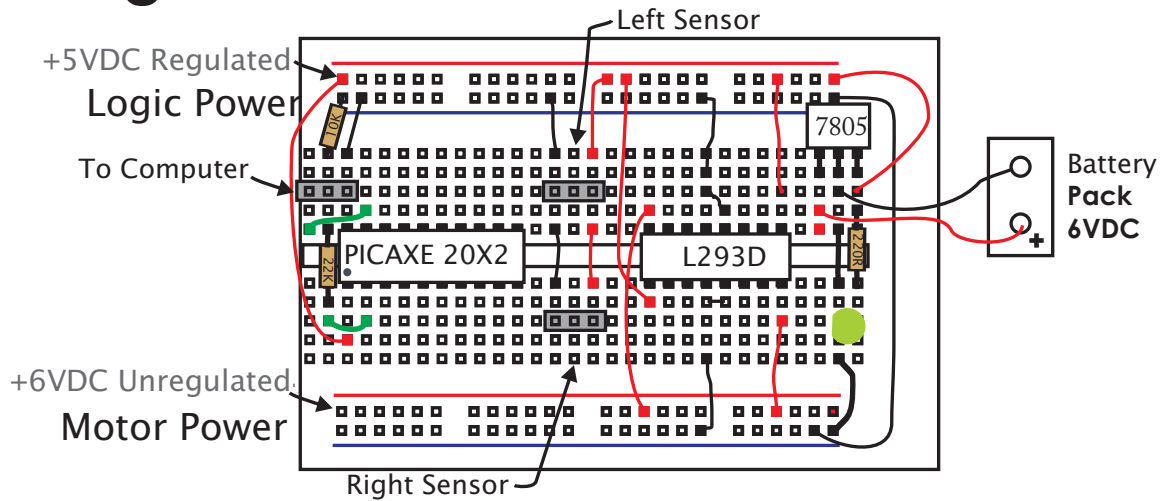 Left Sensor
+5VDC Regulated
Logic Power
10K
7805
To Computer
Battery
Pack
6VDC
+
PICAXE 20X2
L293D
22K
220R
+6VDC Unregulated
Motor Power
Right Sensor